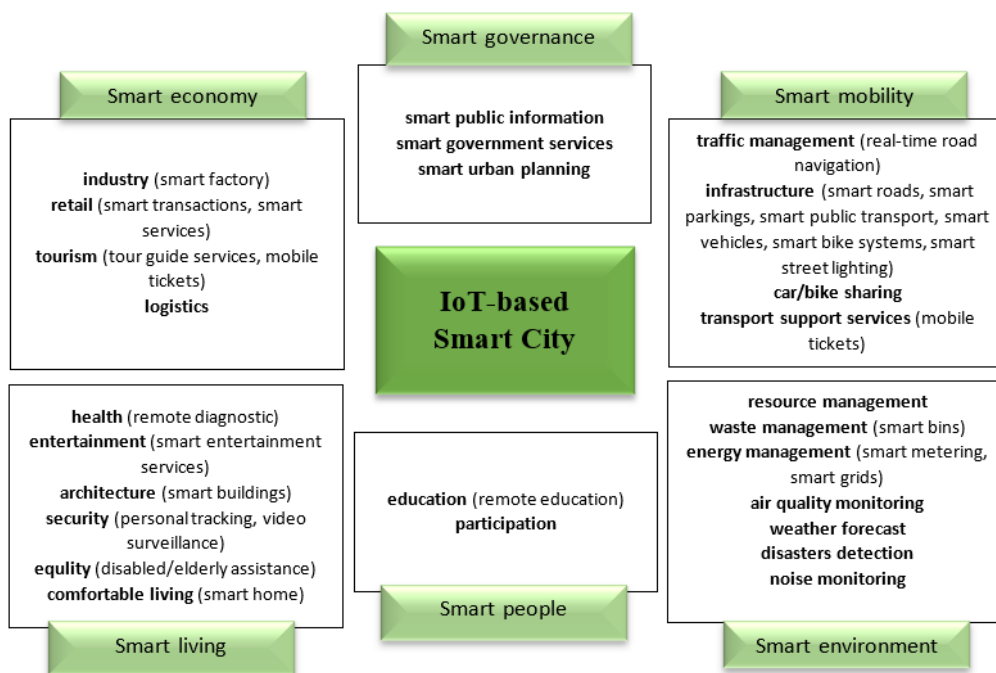 Smart governance
smart public information
smart government services
smart urban planning
Smart economy
industry (smart factory)
retail (smart transactions, smart
services)
tourism (tour guide services, mobile
tickets)
logistics
Smart mobility
traffic management (real-time road
navigation)
infrastructure (smart roads, smart
parkings, smart public transport, smart
vehicles, smart bike systems, smart
street lighting)
car/bike sharing
transport support services (mobile
tickets)
IoT-based
Smart City
health (remote diagnostic)
entertainment (smart entertainment
services)
architecture (smart buildings)
security (personal tracking, video
surveillance)
equlity (disabled/elderly assistance)
comfortable living (smart home)
Smart living
education (remote education)
participation
Smart people
resource management
waste management (smart bins)
energy management (smart metering,
smart grids)
air quality monitoring
weather forecast
disasters detection
noise monitoring
Smart environment